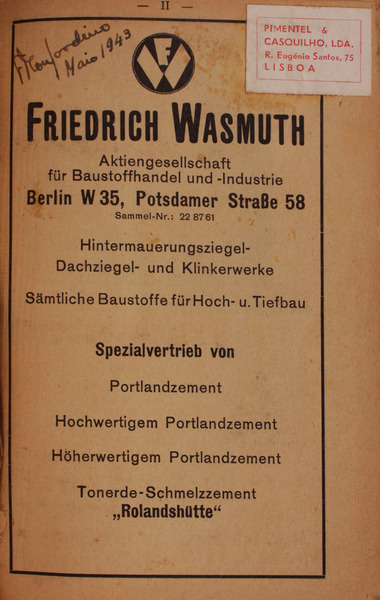 — II —
Maio 1943
PIMENTEL &
CASQUILHO, LDA.
R. Eugénio Santos, 75
LISBOA
FW
FRIEDRICH WASMUTH
Aktiengesellschaft
für Baustoffhandel und -Industrie
Berlin W 35, Potsdamer Straße 58
Sammel-Nr.: 22 8761
Hintermauerungsziegel-
Dachziegel- und Klinkerwerke
Sämtliche Baustoffe für Hoch- u. Tiefbau
Spezialvertrieb von
Portlandzement
Hochwertigem Portlandzement
Höherwertigem Portlandzement
Tonerde-Schmelzzement
„Rolandshütte“